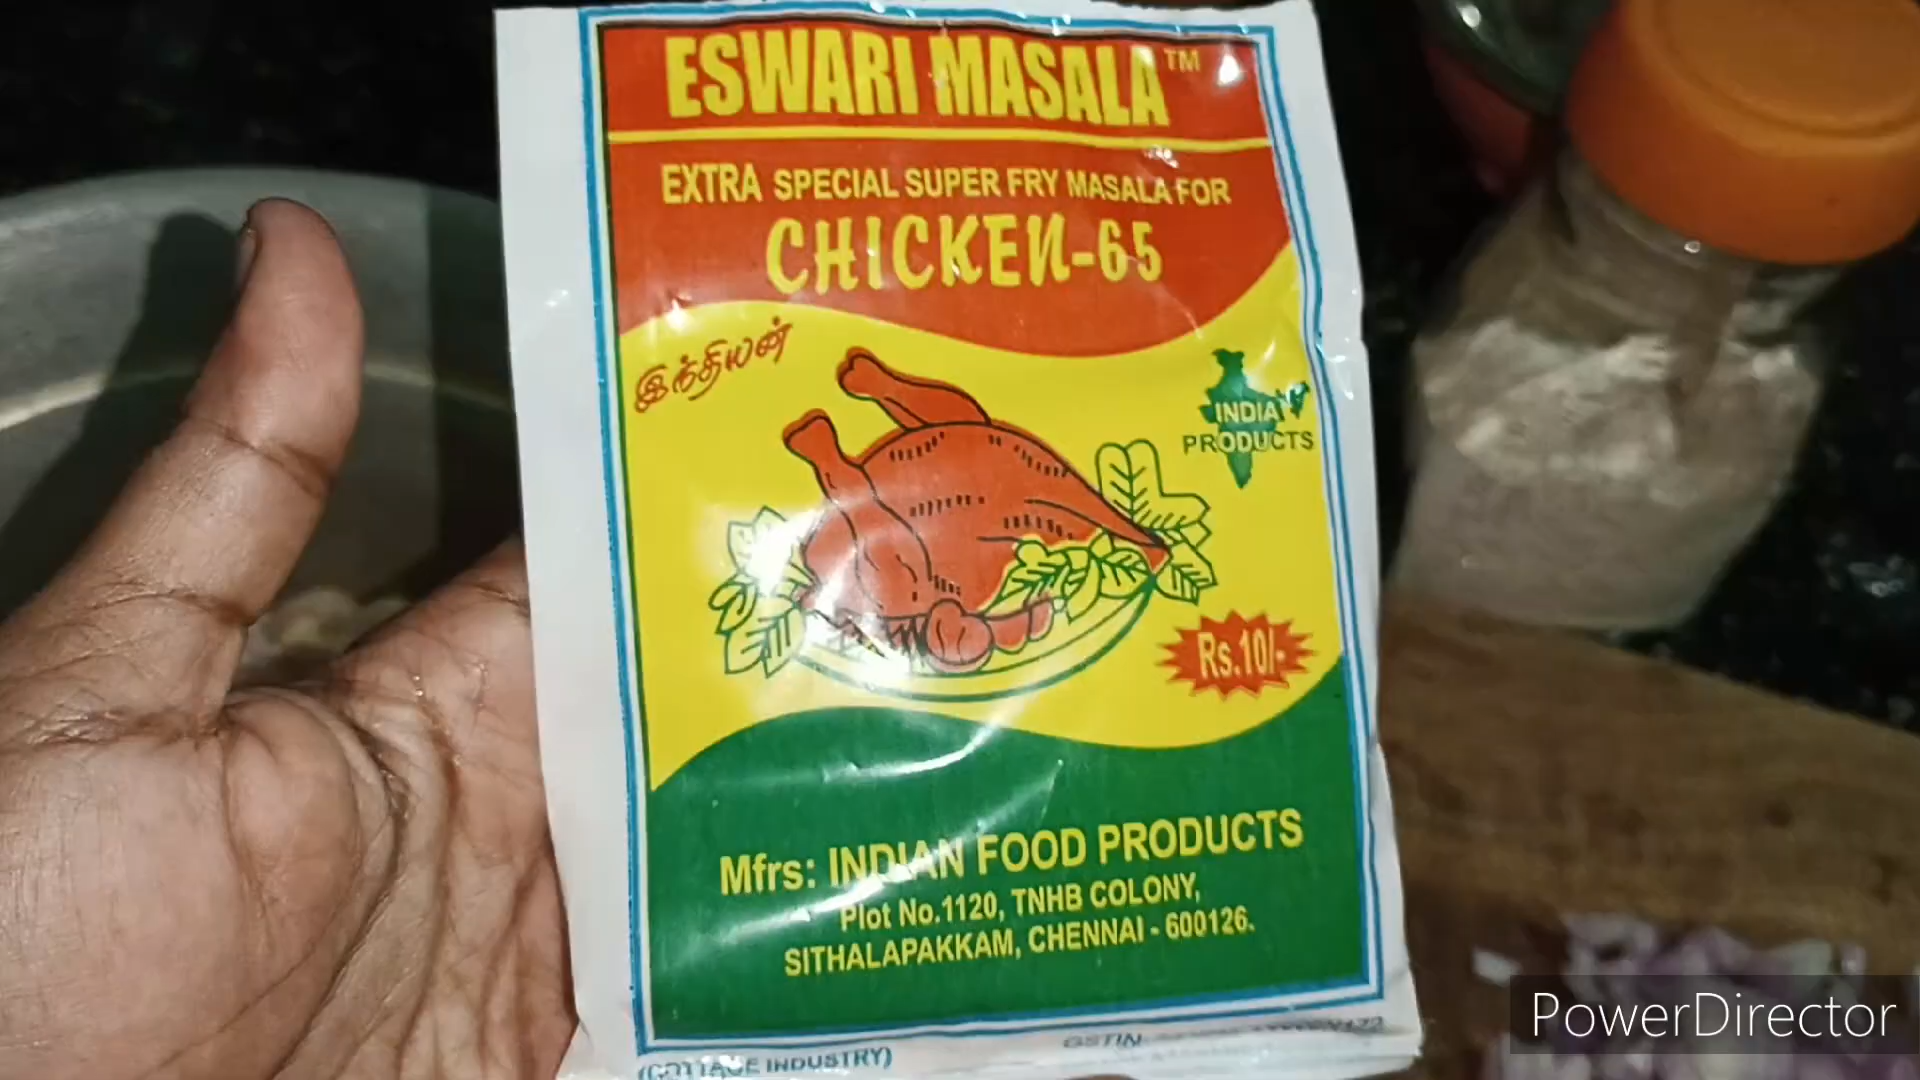 ESWARI MASALA™
EXTRA SPECIAL SUPER FRY MASALA FOR
CHICKEN-65
இந்தியன்
INDIA
PRODUCTS
Rs.10/-
Mfrs: INDIAN FOOD PRODUCTS
Plot No.1120, TNHB COLONY,
SITHALAPAKKAM, CHENNAI - 600126.
GSTIN
(COTTAGE INDUSTRY)
PowerDirector